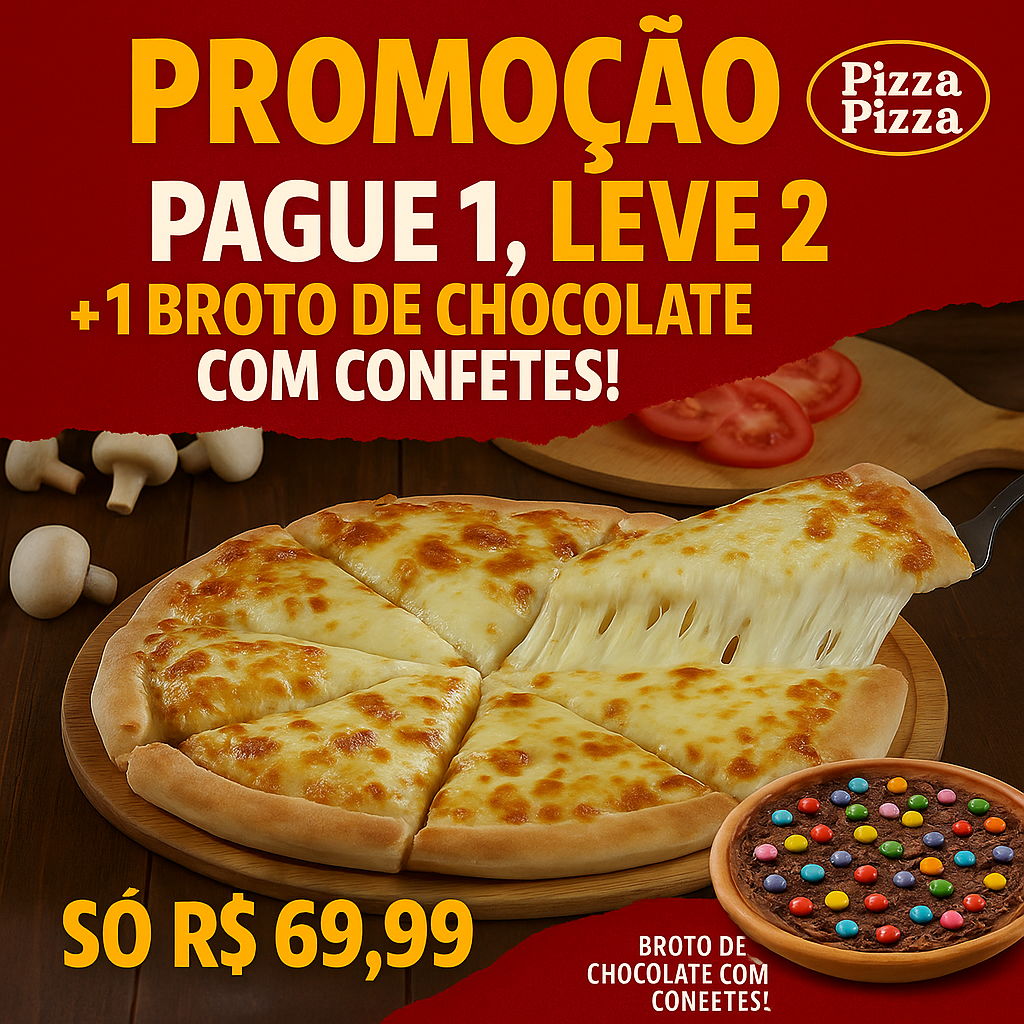 PROMOÇÃO
Pizza
Pizza
PAGUE 1, LEVE 2
+1 BROTO DE CHOCOLATE
COM CONFETES!
SÓ R$ 69,99
BROTO DE
CHOCOLATE COM
CONEETES!